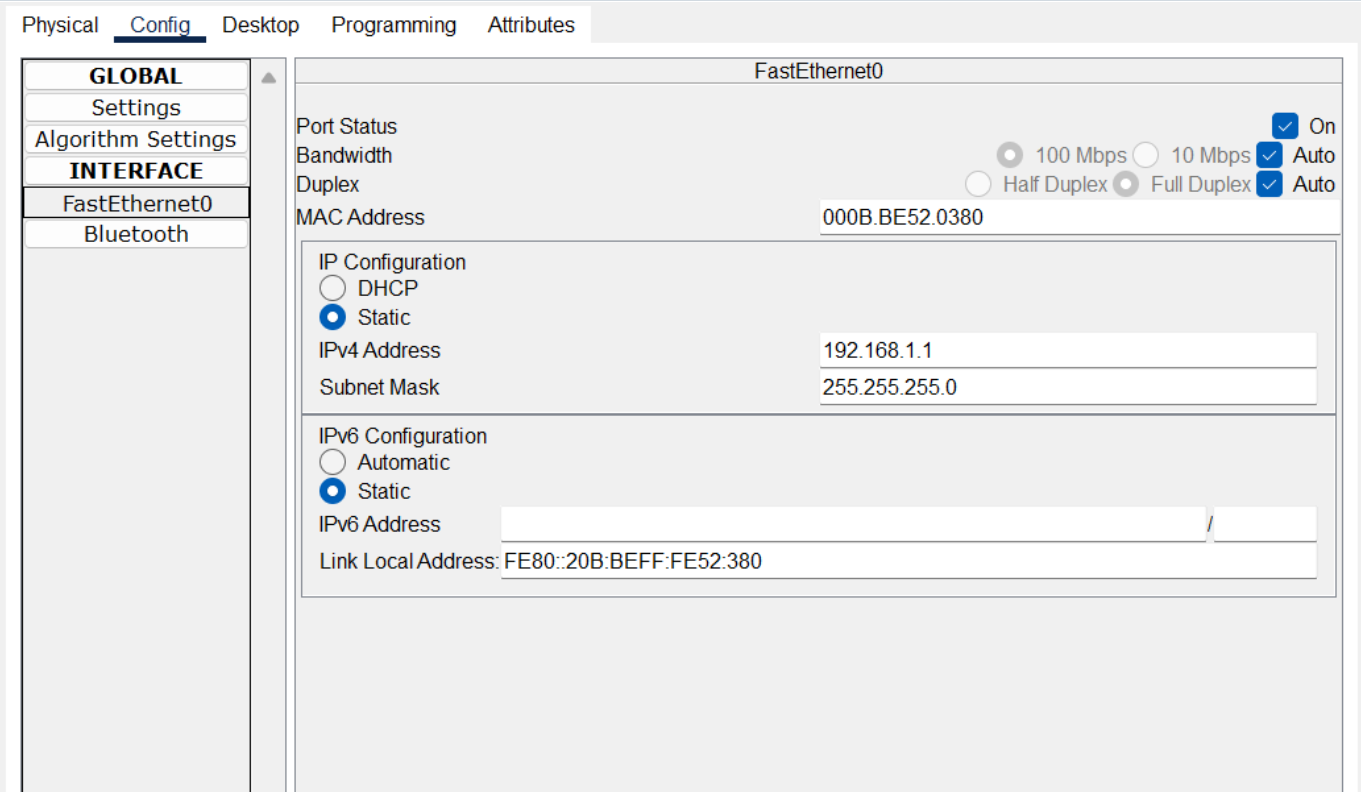 Physical Config Desktop Programming Attributes
GLOBAL
Settings
Algorithm Settings
INTERFACE
FastEthernet0
Bluetooth
FastEthernet0
Port Status On
Bandwidth 100 Mbps 10 Mbps Auto
Duplex Half Duplex Full Duplex Auto
MAC Address 000B.BE52.0380
IP Configuration
DHCP
Static
IPv4 Address 192.168.1.1
Subnet Mask 255.255.255.0
IPv6 Configuration
Automatic
Static
IPv6 Address /
Link Local Address: FE80::20B:BEFF:FE52:380